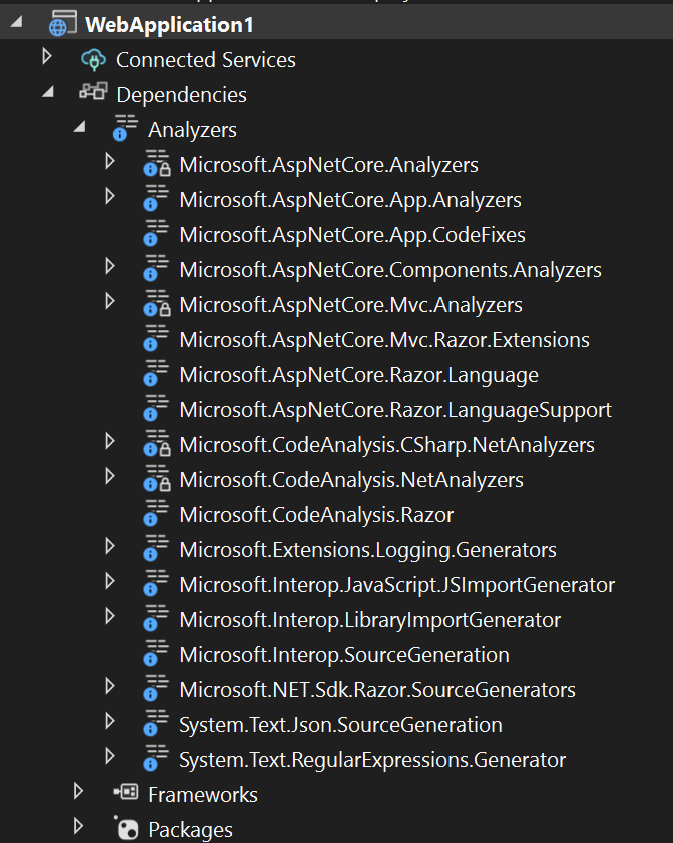 WebApplication1
Connected Services
Dependencies
Analyzers
Microsoft.AspNetCore.Analyzers
Microsoft.AspNetCore.App.Analyzers
Microsoft.AspNetCore.App.CodeFixes
Microsoft.AspNetCore.Components.Analyzers
Microsoft.AspNetCore.Mvc.Analyzers
Microsoft.AspNetCore.Mvc.Razor.Extensions
Microsoft.AspNetCore.Razor.Language
Microsoft.AspNetCore.Razor.LanguageSupport
Microsoft.CodeAnalysis.CSharp.NetAnalyzers
Microsoft.CodeAnalysis.NetAnalyzers
Microsoft.CodeAnalysis.Razor
Microsoft.Extensions.Logging.Generators
Microsoft.Interop.JavaScript.JSImportGenerator
Microsoft.Interop.LibraryImportGenerator
Microsoft.Interop.SourceGeneration
Microsoft.NET.Sdk.Razor.SourceGenerators
System.Text.Json.SourceGeneration
System.Text.RegularExpressions.Generator
Frameworks
Packages